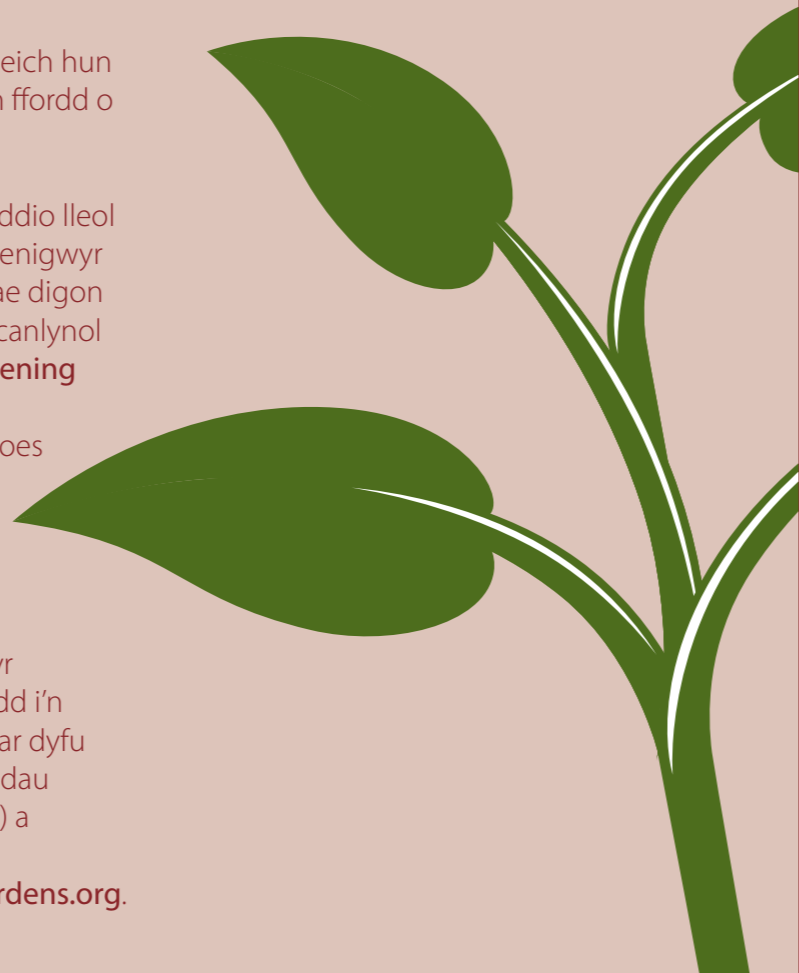 eich hun
n ffordd o
ddio lleol
enigwyr
ae digon
canlynol
ening
oes
yr
dd i'n
ar dyfu
dau
) a
rdens.org.